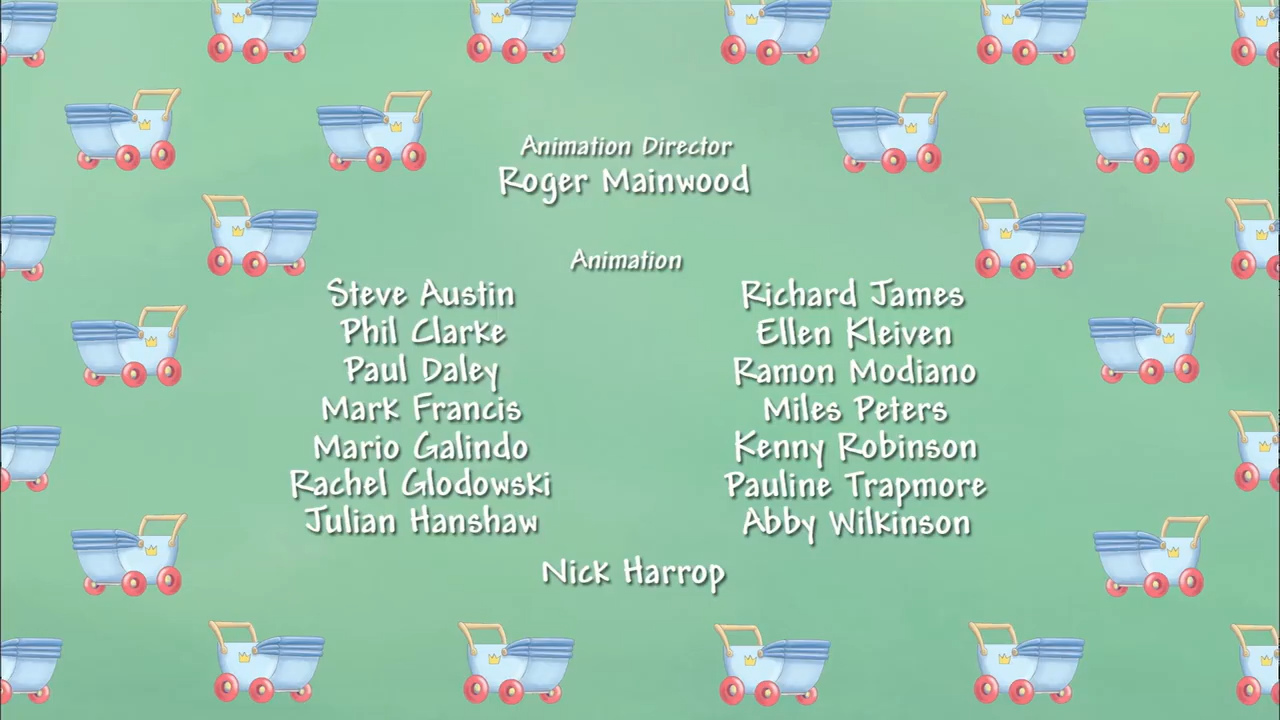 Animation Director
Roger Mainwood
Animation
Steve Austin
Phil Clarke
Paul Daley
Mark Francis
Mario Galindo
Rachel Glodowski
Julian Hanshaw
Richard James
Ellen Kleiven
Ramon Modiano
Miles Peters
Kenny Robinson
Pauline Trapmore
Abby Wilkinson
Nick Harrop